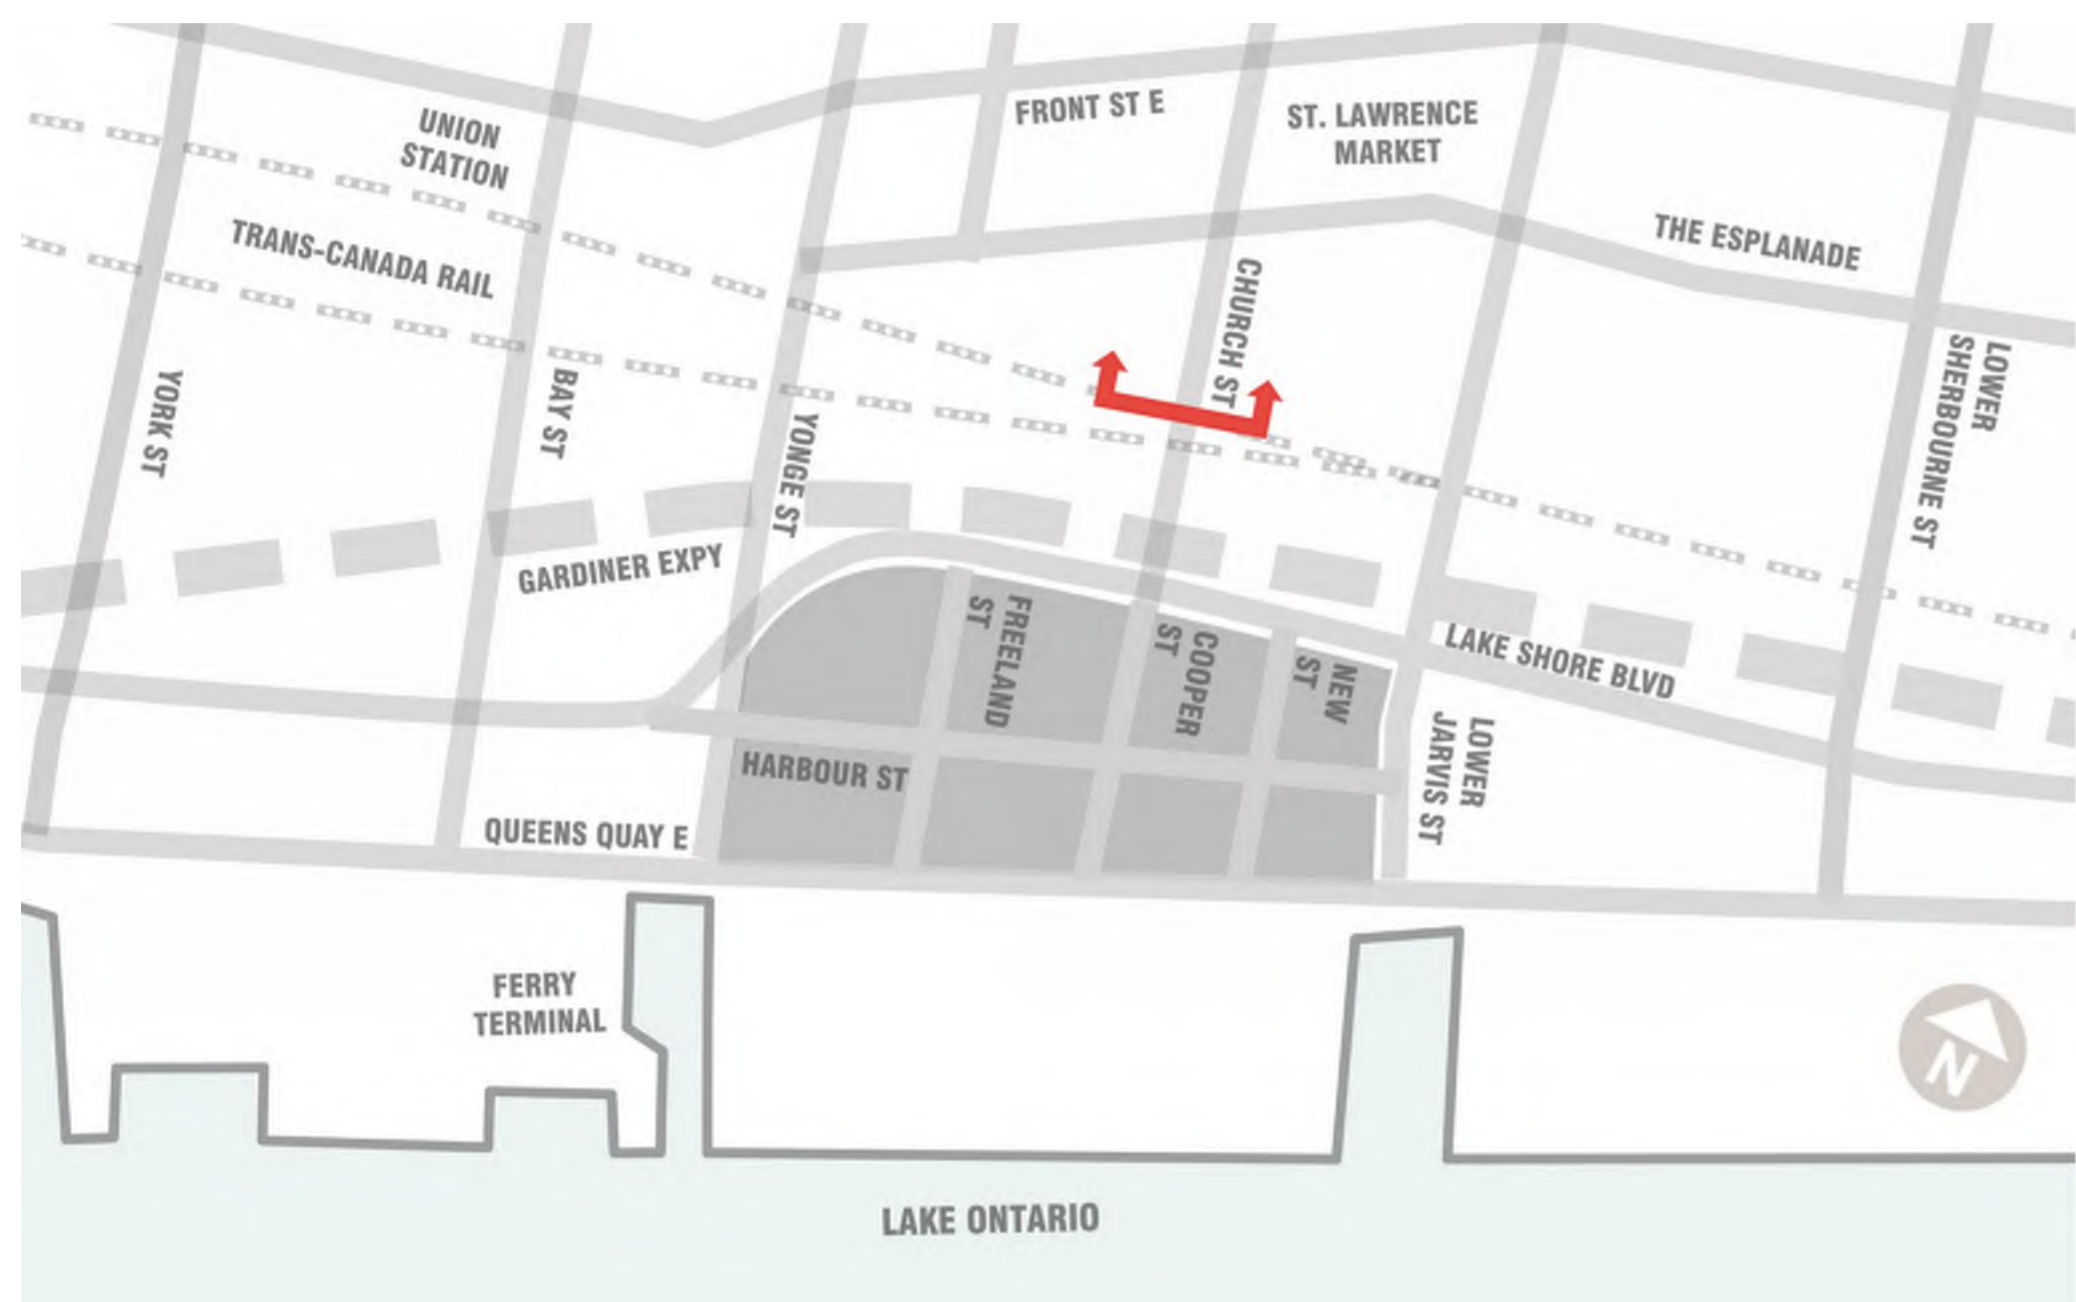 FRONT ST E
ST. LAWRENCE
MARKET
UNION
STATION
TRANS-CANADA RAIL
THE ESPLANADE
CHURCH ST
YORK ST
BAY ST
YONGE ST
LOWER
SHERBOURNE ST
GARDINER EXPY
FREELAND
ST
COOPER
ST
NEW
ST
LAKE SHORE BLVD
LOWER
JARVIS ST
HARBOUR ST
QUEENS QUAY E
FERRY
TERMINAL
N
LAKE ONTARIO